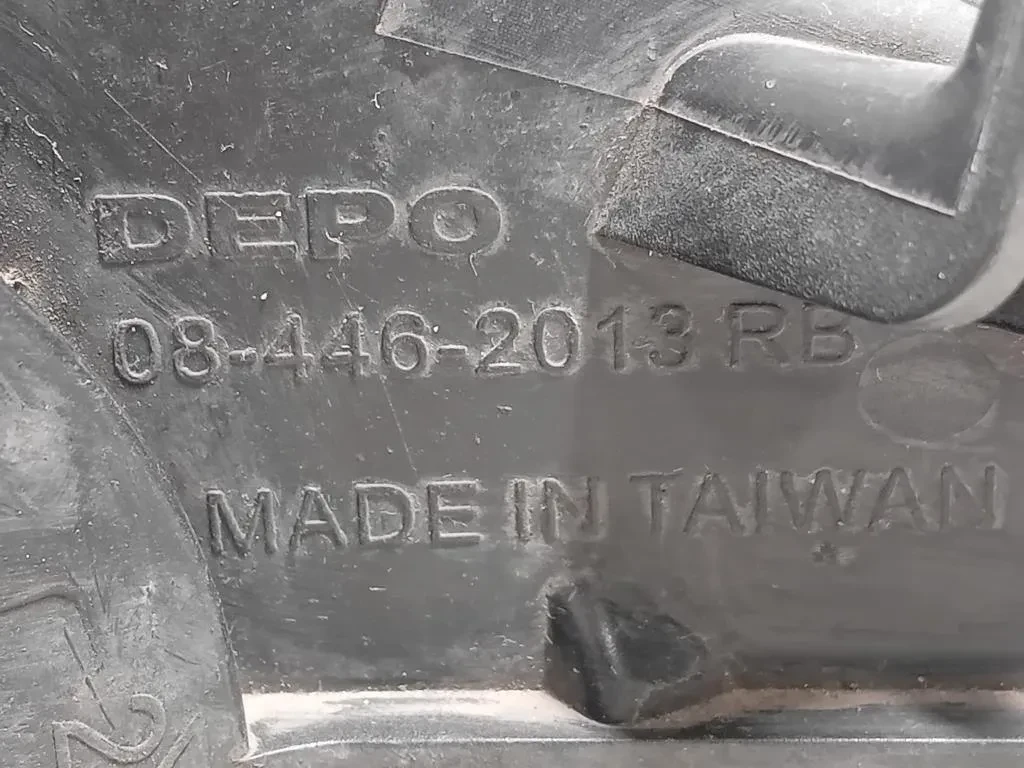 DEPO
08-446-2013 RB
MADE IN TAIWAN